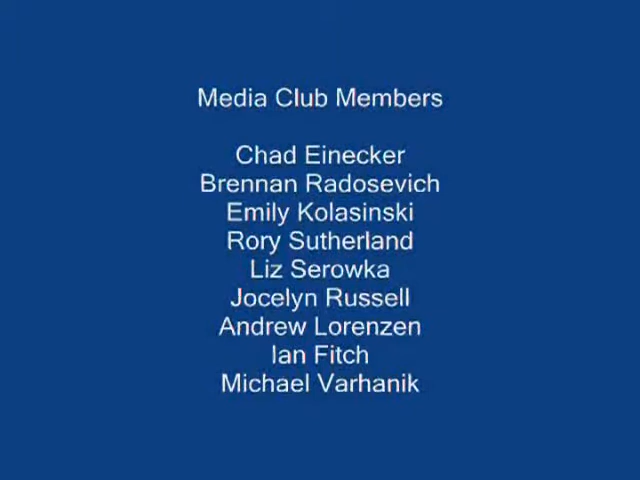 Media Club Members
Chad Einecker
Brennan Radosevich
Emily Kolasinski
Rory Sutherland
Liz Serowka
Jocelyn Russell
Andrew Lorenzen
Ian Fitch
Michael Varhanik